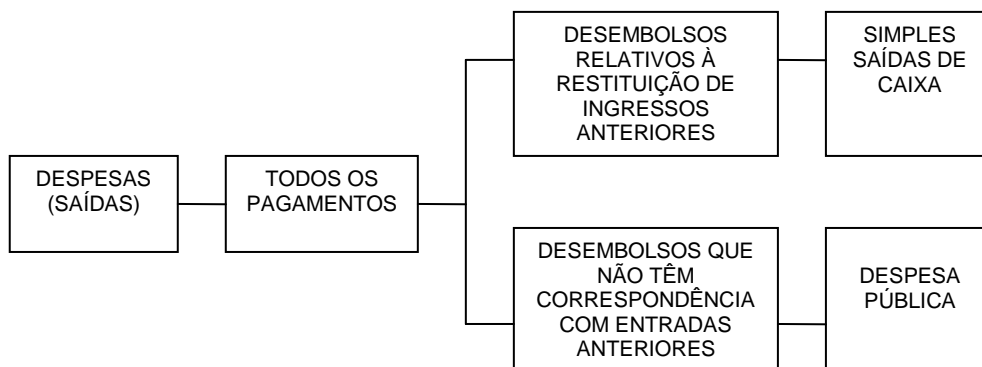 DESEMBOLSOS
RELATIVOS À
RESTITUIÇÃO DE
INGRESSOS
ANTERIORES
SIMPLES
SAÍDAS DE
CAIXA
DESPESAS
(SAÍDAS)
TODOS OS
PAGAMENTOS
DESEMBOLSOS QUE
NÃO TÊM
CORRESPONDÊNCIA
COM ENTRADAS
ANTERIORES
DESPESA
PÚBLICA